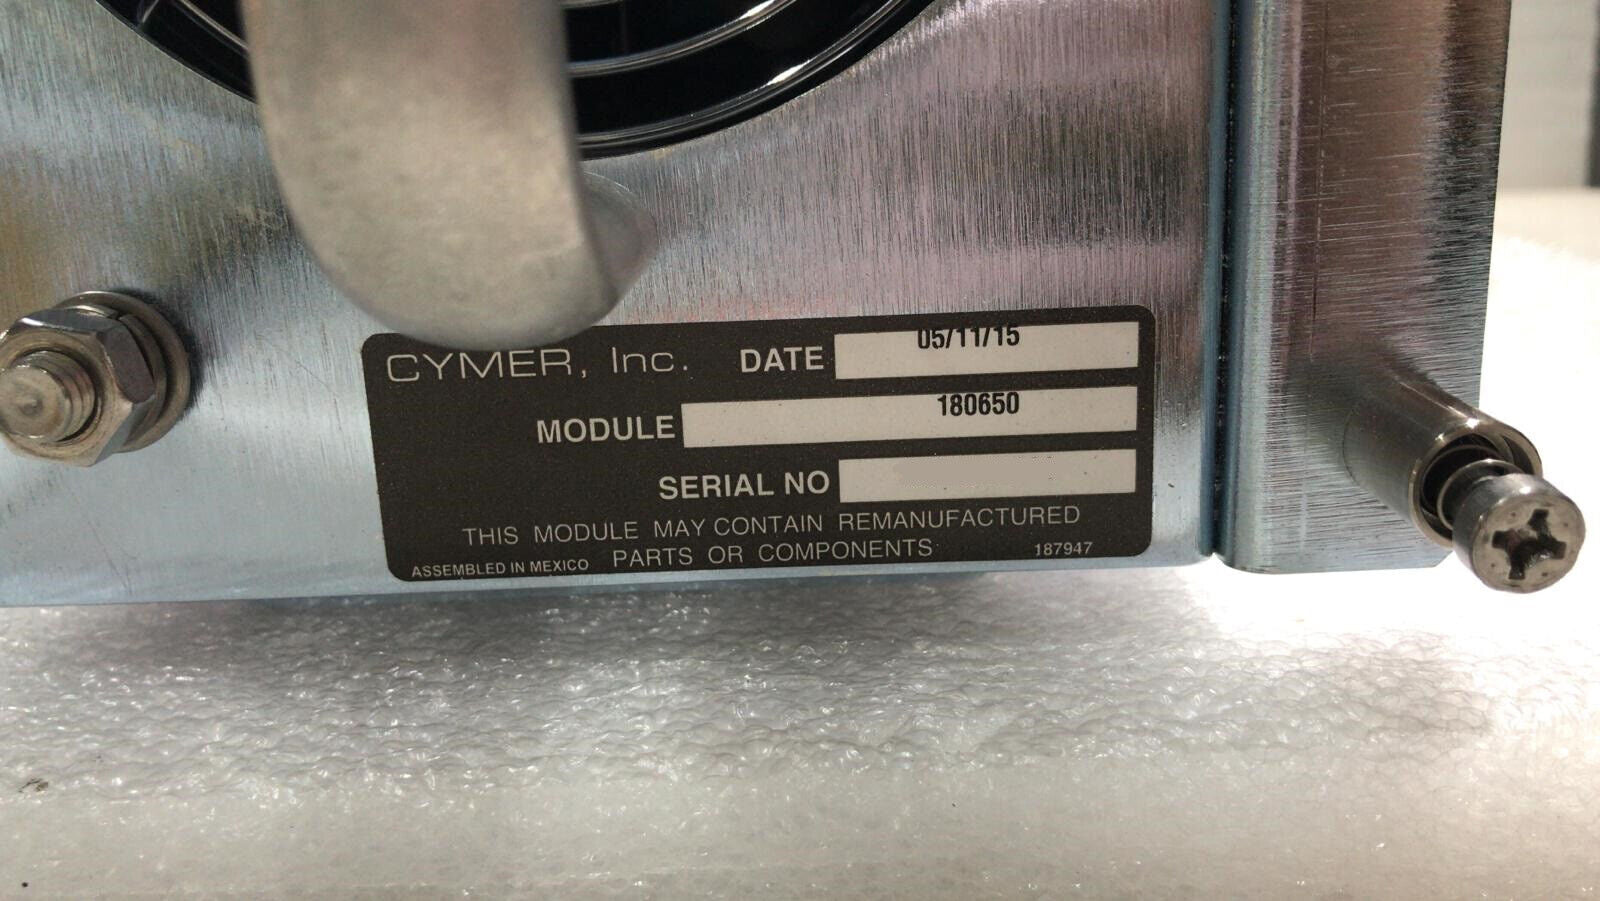 CYMER, Inc. DATE 05/11/15
MODULE 180650
SERIAL NO
THIS MODULE MAY CONTAIN REMANUFACTURED
PARTS OR COMPONENTS
ASSEMBLED IN MEXICO
187947